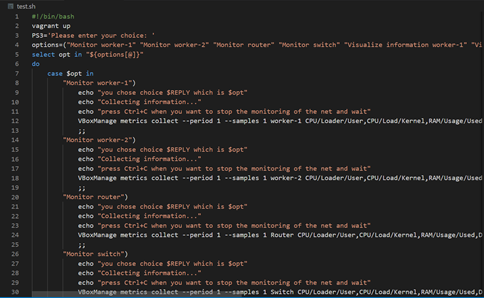 test.sh
1 #!/bin/bash
2 vagrant up
3 PS3='Please enter your choice: '
4 options=("Monitor worker-1" "Monitor worker-2" "Monitor router" "Monitor switch" "Visualize information worker-1" "Vi
5 select opt in "${options[@]}"
6 do
7 case $opt in
8 "Monitor worker-1")
9 echo "you chose choice $REPLY which is $opt"
10 echo "Collecting information..."
11 echo "press Ctrl+C when you want to stop the monitoring of the net and wait"
12 VBoxManage metrics collect --period 1 --samples 1 worker-1 CPU/Loader/User,CPU/Load/Kernel,RAM/Usage/Used
13 ;;
14 "Monitor worker-2")
15 echo "you chose choice $REPLY which is $opt"
16 echo "Collecting information..."
17 echo "press Ctrl+C when you want to stop the monitoring of the net and wait"
18 VBoxManage metrics collect --period 1 --samples 1 worker-2 CPU/Loader/User,CPU/Load/Kernel,RAM/Usage/Used
19 ;;
20 "Monitor router")
21 echo "you chose choice $REPLY which is $opt"
22 echo "Collecting information..."
23 echo "press Ctrl+C when you want to stop the monitoring of the net and wait"
24 VBoxManage metrics collect --period 1 --samples 1 Router CPU/Loader/User,CPU/Load/Kernel,RAM/Usage/Used,D
25 ;;
26 "Monitor switch")
27 echo "you chose choice $REPLY which is $opt"
28 echo "Collecting information..."
29 echo "press Ctrl+C when you want to stop the monitoring of the net and wait"
30 VBoxManage metrics collect --period 1 --samples 1 Switch CPU/Loader/User,CPU/Load/Kernel,RAM/Usage/Used,D